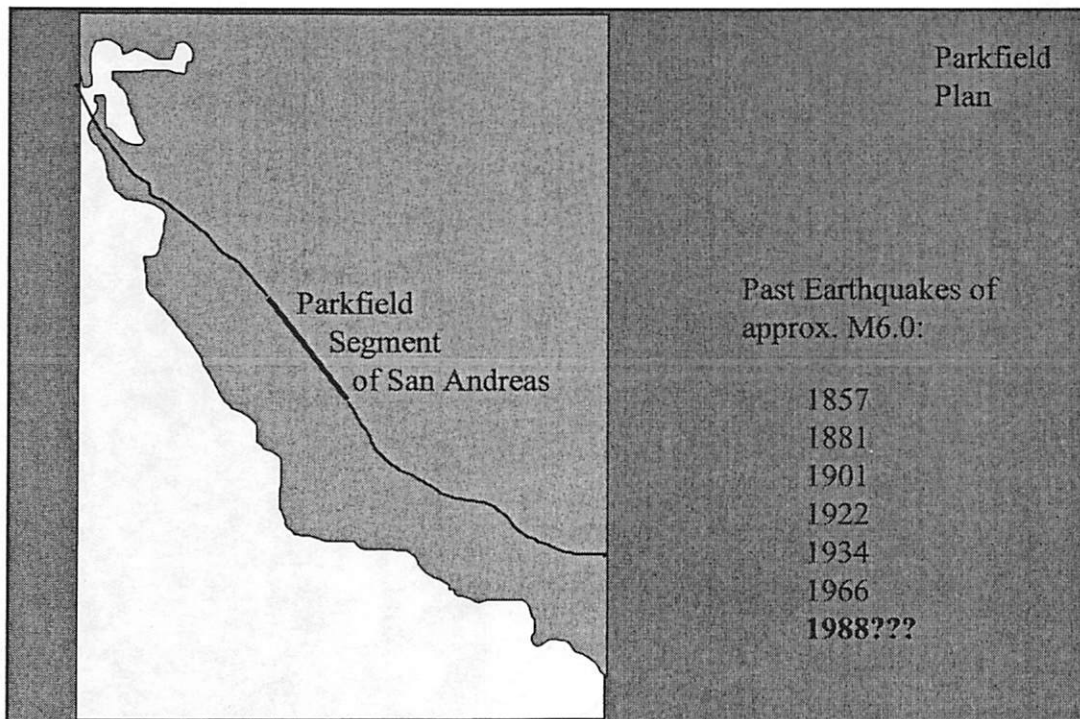 Parkfield
Plan
Parkfield
Segment
of San Andreas
Past Earthquakes of
approx. M6.0:
1857
1881
1901
1922
1934
1966
1988???